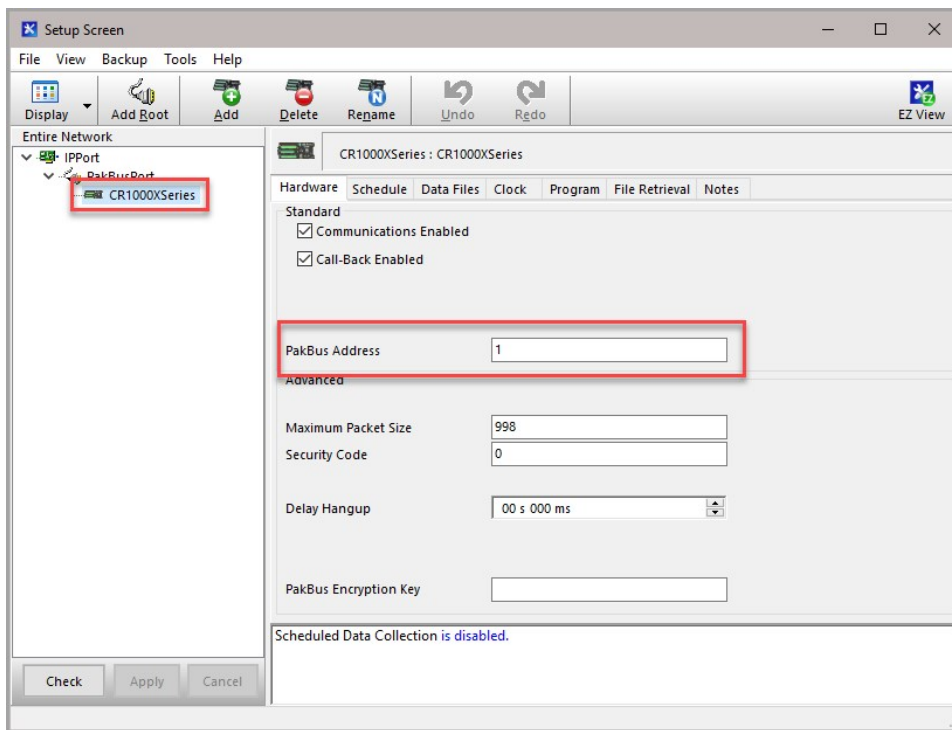 Setup Screen
File View Backup Tools Help
Display Add Root Add Delete Rename Undo Redo EZ View
Entire Network
IPPort
PakBusPort
CR1000XSeries
CR1000XSeries : CR1000XSeries
Hardware Schedule Data Files Clock Program File Retrieval Notes
Standard
Communications Enabled
Call-Back Enabled
PakBus Address 1
Advanced
Maximum Packet Size 998
Security Code 0
Delay Hangup 00 s 000 ms
PakBus Encryption Key
Scheduled Data Collection is disabled.
Check Apply Cancel